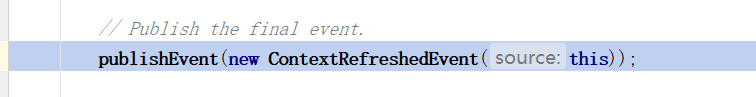 // Publish the final event.
publishEvent(new ContextRefreshedEvent( source: this));